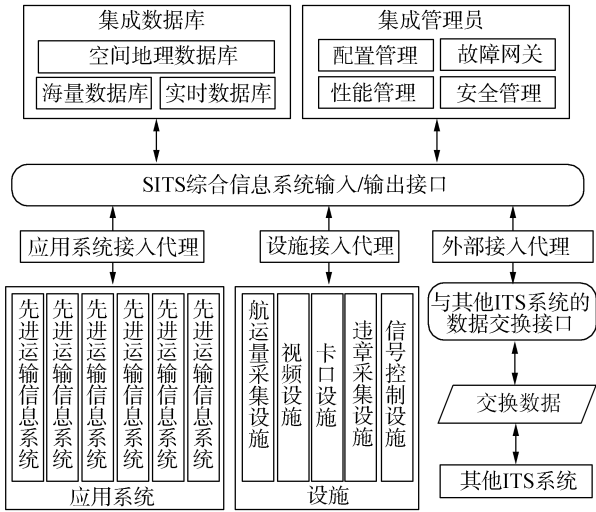 集成数据库
空间地理数据库
海量数据库
实时数据库
集成管理员
配置管理
故障网关
性能管理
安全管理
SITS综合信息系统输入/输出接口
应用系统接入代理
设施接入代理
外部接入代理
先进运输信息系统
先进运输信息系统
先进运输信息系统
先进运输信息系统
先进运输信息系统
先进运输信息系统
应用系统
航运量采集设施
视频设施
卡口设施
违章采集设施
信号控制设施
设施
与其他ITS系统的
数据交换接口
交换数据
其他ITS系统